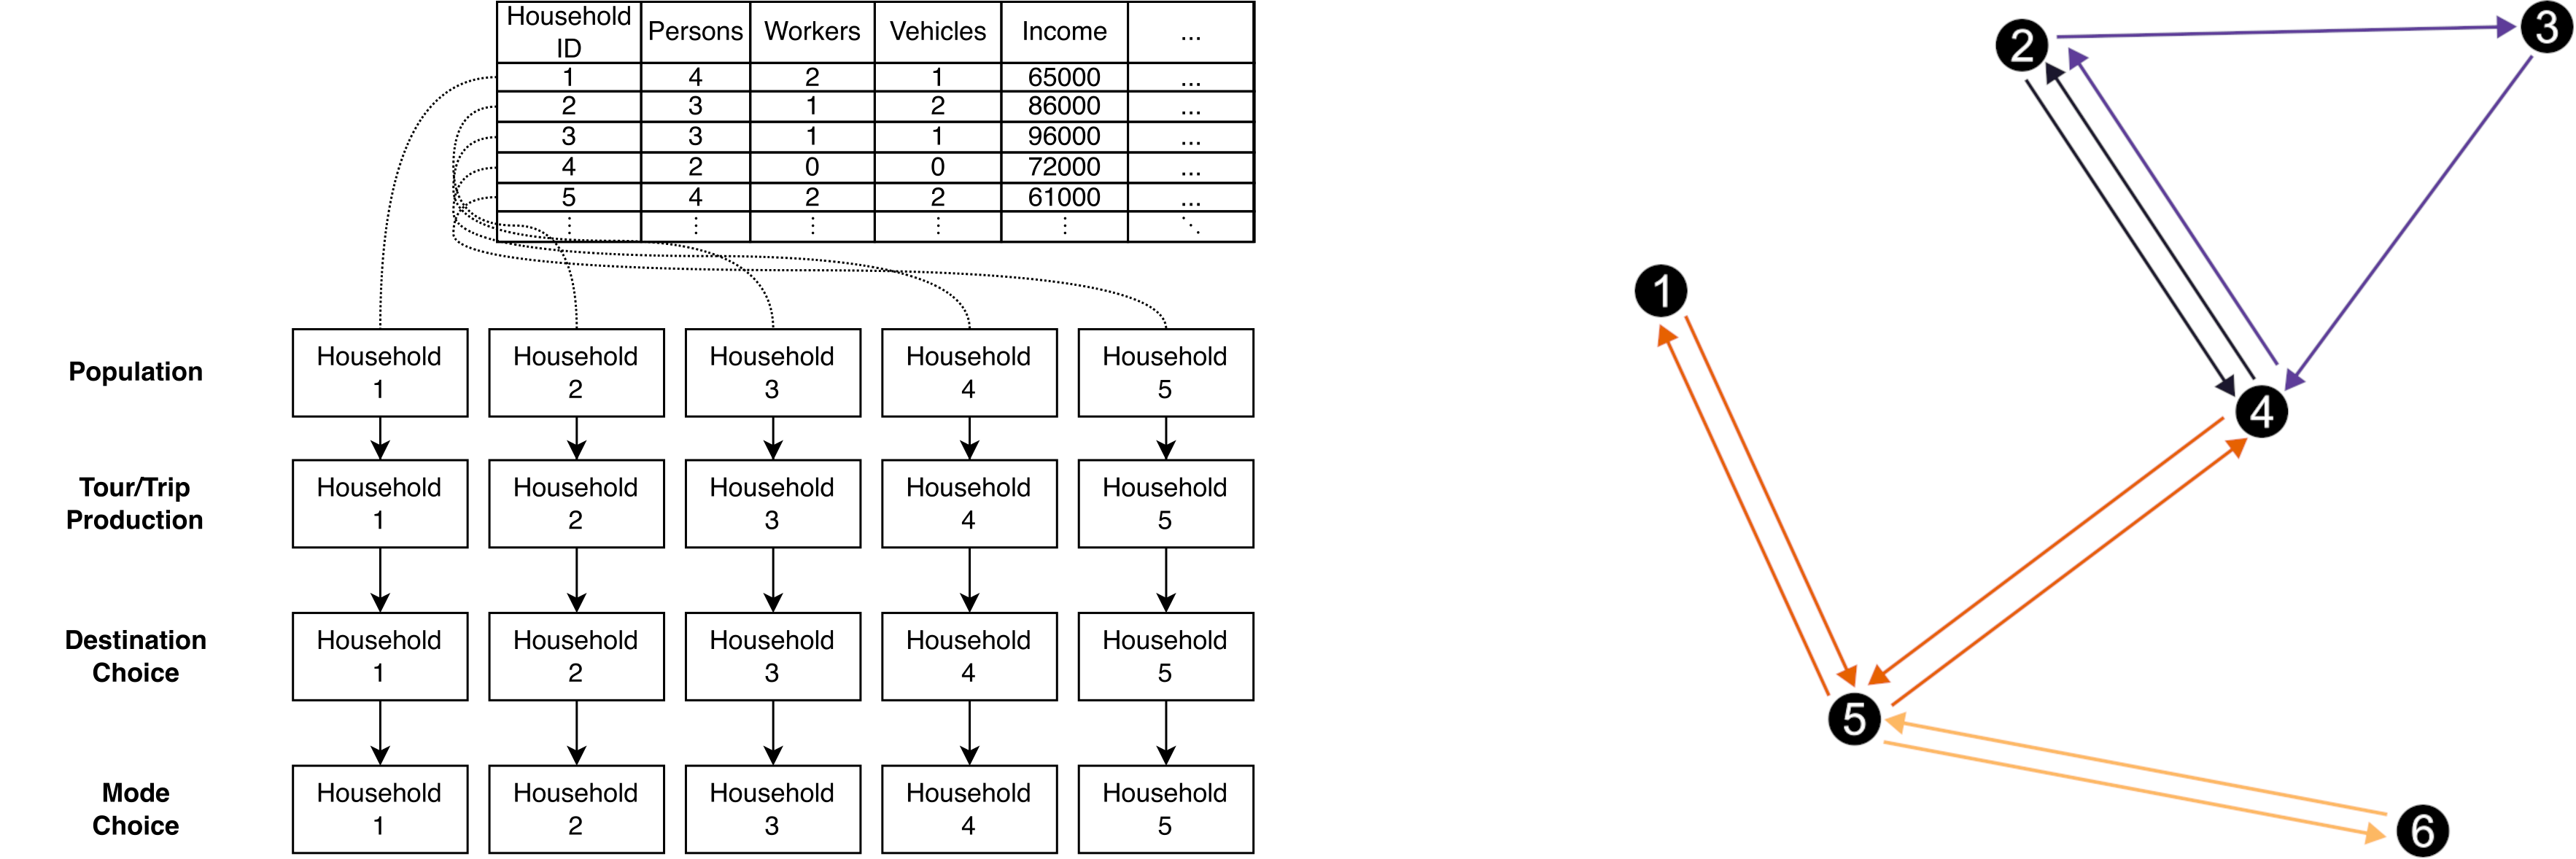 Household
ID
Persons Workers Vehicles Income ...
1 4 2 1 65000 ...
2 3 1 2 86000 ...
3 3 1 1 96000 ...
4 2 0 0 72000 ...
5 4 2 2 61000 ...
⋮ ⋮ ⋮ ⋮ ⋮ ⋱
Population
Household
1
Household
2
Household
3
Household
4
Household
5
Tour/Trip
Production
Household
1
Household
2
Household
3
Household
4
Household
5
Destination
Choice
Household
1
Household
2
Household
3
Household
4
Household
5
Mode
Choice
Household
1
Household
2
Household
3
Household
4
Household
5
2
3
1
4
5
6